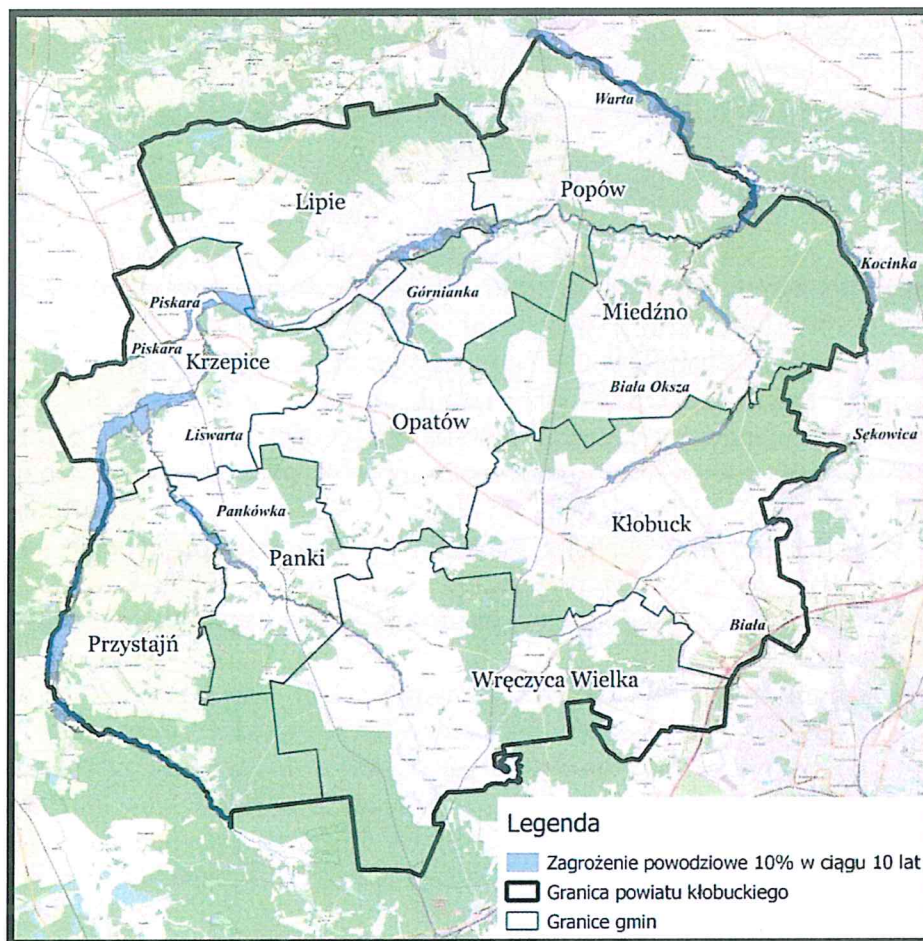 Warta
Lipie
Popów
Kocinka
Piskara
Górnianka
Miedźno
Piskara
Krzepice
Biała Oksza
Liswarta
Opatów
Sękowica
Pankówka
Kłobuck
Panki
Biała
Przystajń
Wręczyca Wielka
Legenda
Zagrożenie powodziowe 10% w ciągu 10 lat
Granica powiatu kłobuckiego
Granice gmin